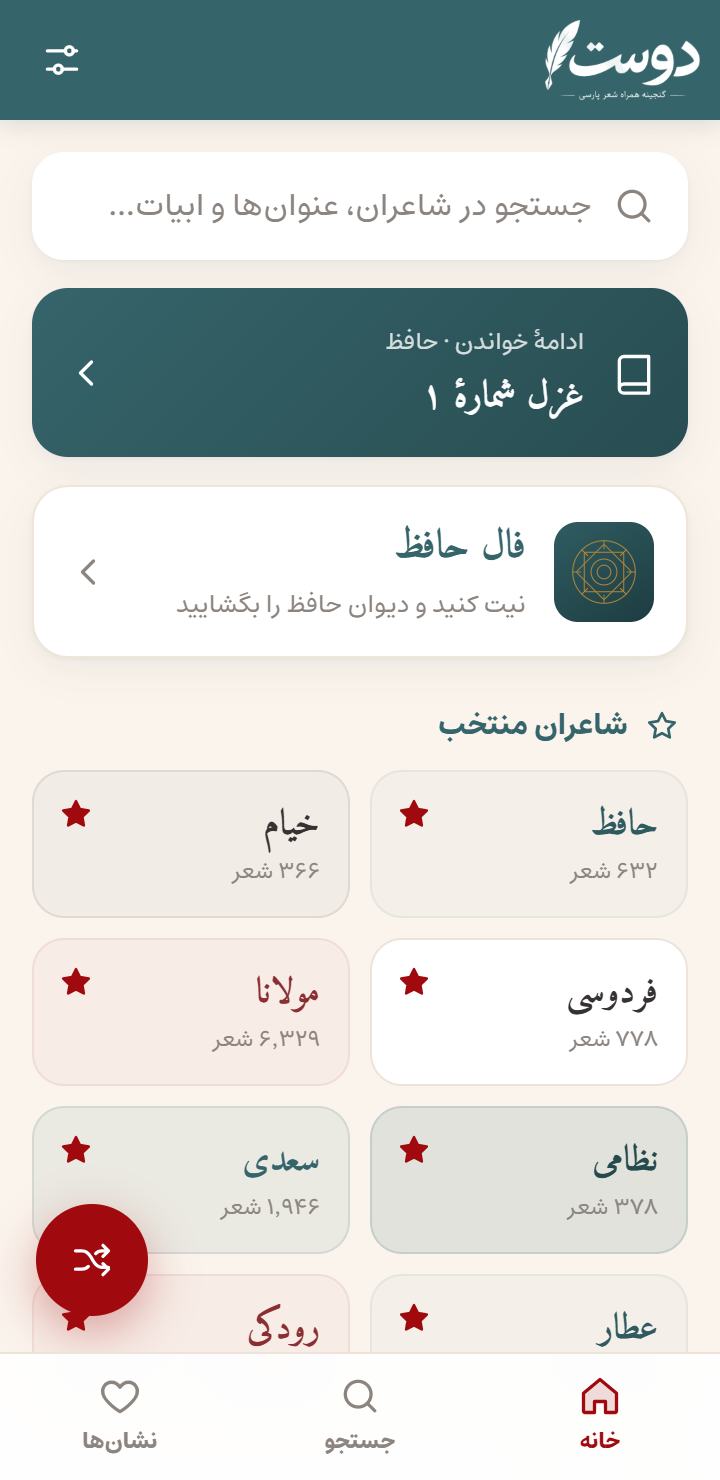 دوست
گنجینه همراه شعر پارسی
جستجو در شاعران، عنوان‌ها و ابیات...
ادامهٔ خواندن · حافظ
غزل شمارهٔ ۱
فال حافظ
نیت کنید و دیوان حافظ را بگشایید
شاعران منتخب
حافظ
۶۳۲ شعر
خیام
۳۶۶ شعر
فردوسی
۷۷۸ شعر
مولانا
۶,۳۲۹ شعر
نظامی
۳۷۸ شعر
سعدی
۱,۹۴۶ شعر
عطار
رودکی
خانه
جستجو
نشان‌ها